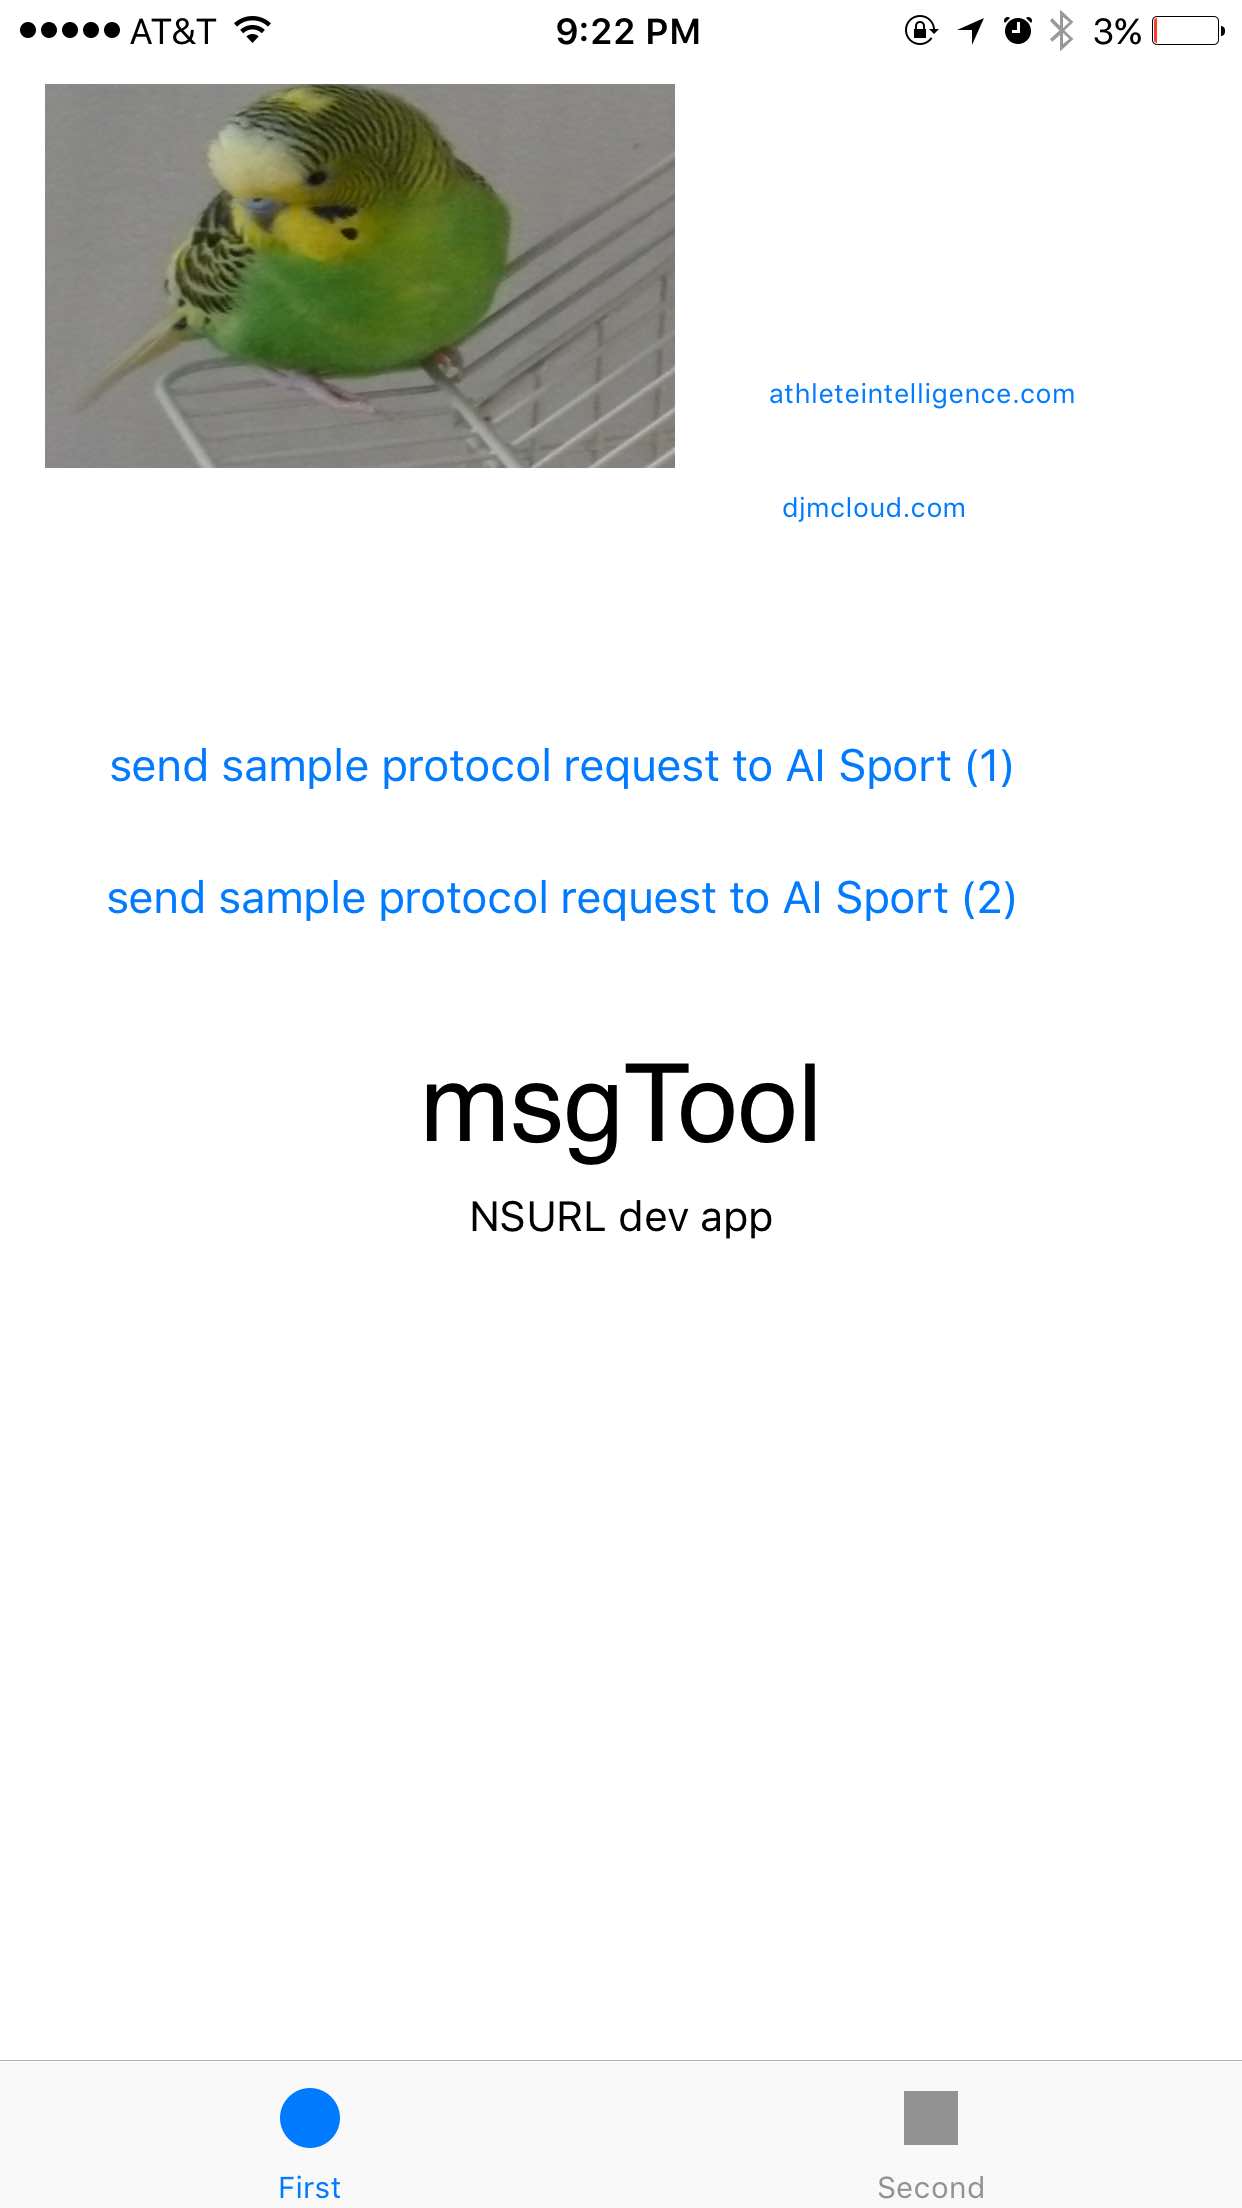 AT&T 9:22 PM 3%
athleteintelligence.com
djmcloud.com
send sample protocol request to AI Sport (1)
send sample protocol request to AI Sport (2)
msgTool
NSURL dev app
First Second